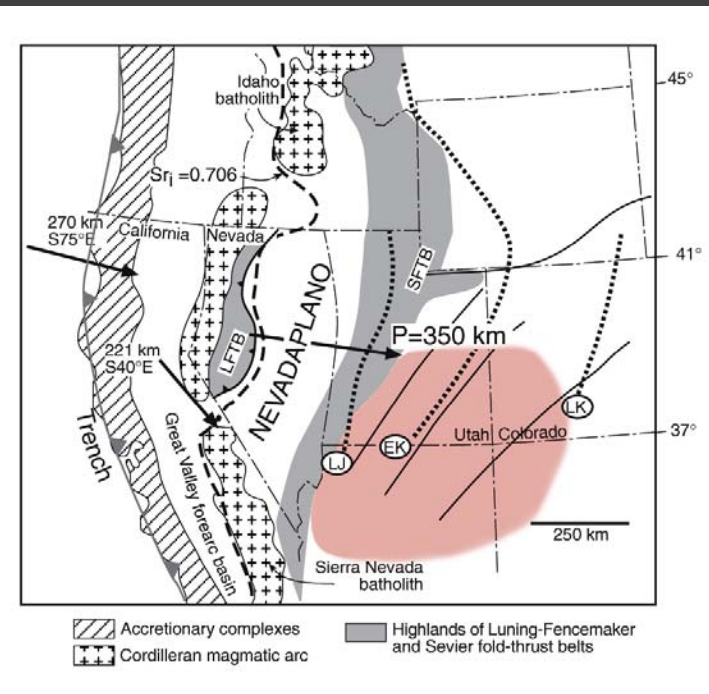 Idaho
batholith
45°
Sri =0.706
270 km
S75°E
California
Nevada
41°
SFTB
NEVADAPLANO
LFTB
P=350 km
221 km
S40°E
LK
Trench
Great Valley forearc basin
Utah
Colorado
37°
EK
LJ
250 km
Sierra Nevada
batholith
Accretionary complexes
Cordilleran magmatic arc
Highlands of Luning-Fencemaker
and Sevier fold-thrust belts